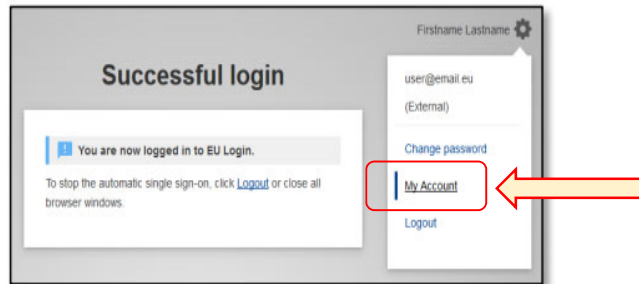 Firstname Lastname
Successful login
You are now logged in to EU Login.
To stop the automatic single sign-on, click Logout or close all
browser windows.
user@email.eu
(External)
Change password
My Account
Logout